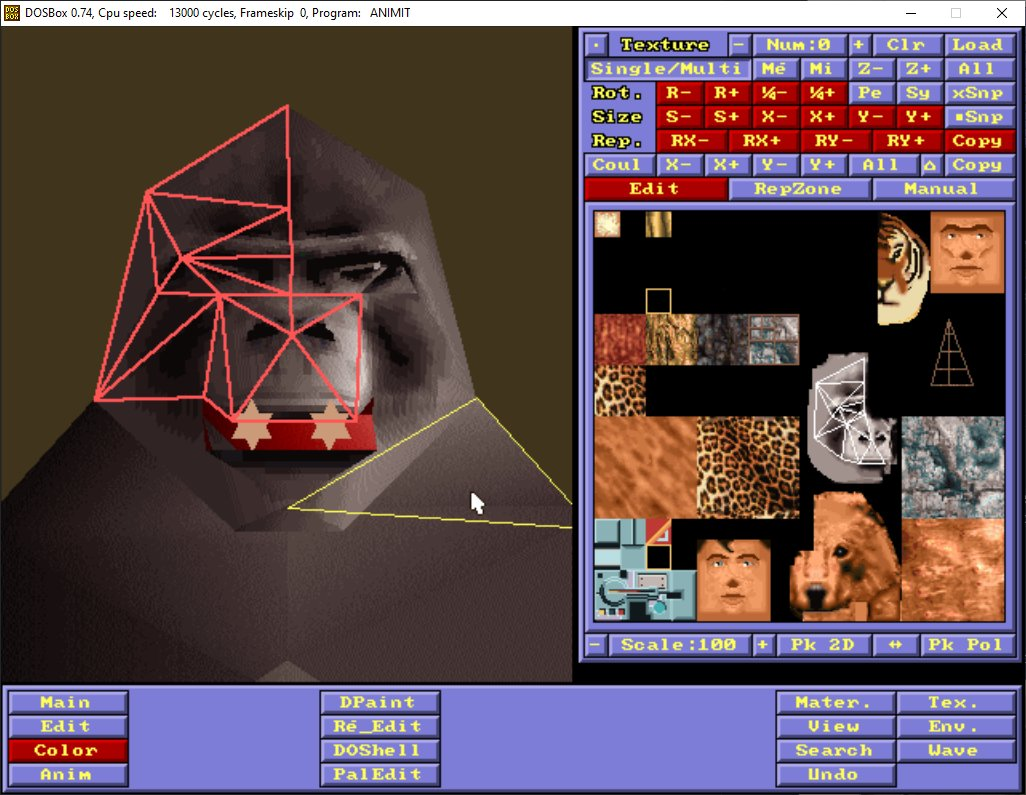 DOSBox 0.74, Cpu speed: 13000 cycles, Frameskip 0, Program: ANIMIT
· Texture - Num:0 + Clr Load
Single/Multi Mé Mi Z- Z+ All
Rot. R- R+ ¼- ¼+ Pe Sy xSnp
Size S- S+ X- X+ Y- Y+ ▪Snp
Rep. RX- RX+ RY- RY+ Copy
Coul X- X+ Y- Y+ All △ Copy
Edit RepZone Manual
- Scale:100 + Pk 2D ↔ Pk Pol
Main DPaint Mater. Tex.
Edit Ré_Edit View Env.
Color DOShell Search Wave
Anim PalEdit Undo